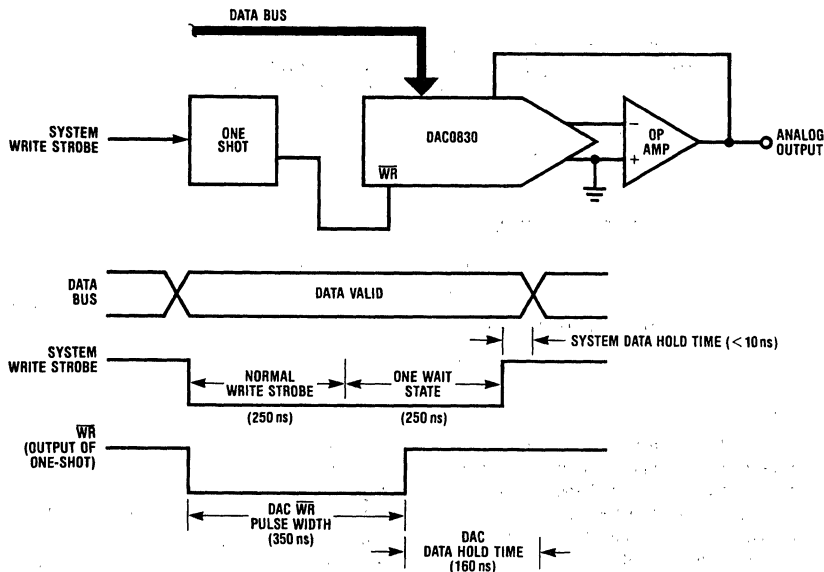 DATA BUS
SYSTEM
WRITE STROBE
ONE
SHOT
DAC0830
WR
−
+
OP
AMP
ANALOG
OUTPUT
DATA
BUS
DATA VALID
SYSTEM DATA HOLD TIME (<10 ns)
SYSTEM
WRITE STROBE
NORMAL
WRITE STROBE
(250 ns)
ONE WAIT
STATE
(250 ns)
WR
(OUTPUT OF
ONE-SHOT)
DAC WR
PULSE WIDTH
(350 ns)
DAC
DATA HOLD TIME
(160 ns)